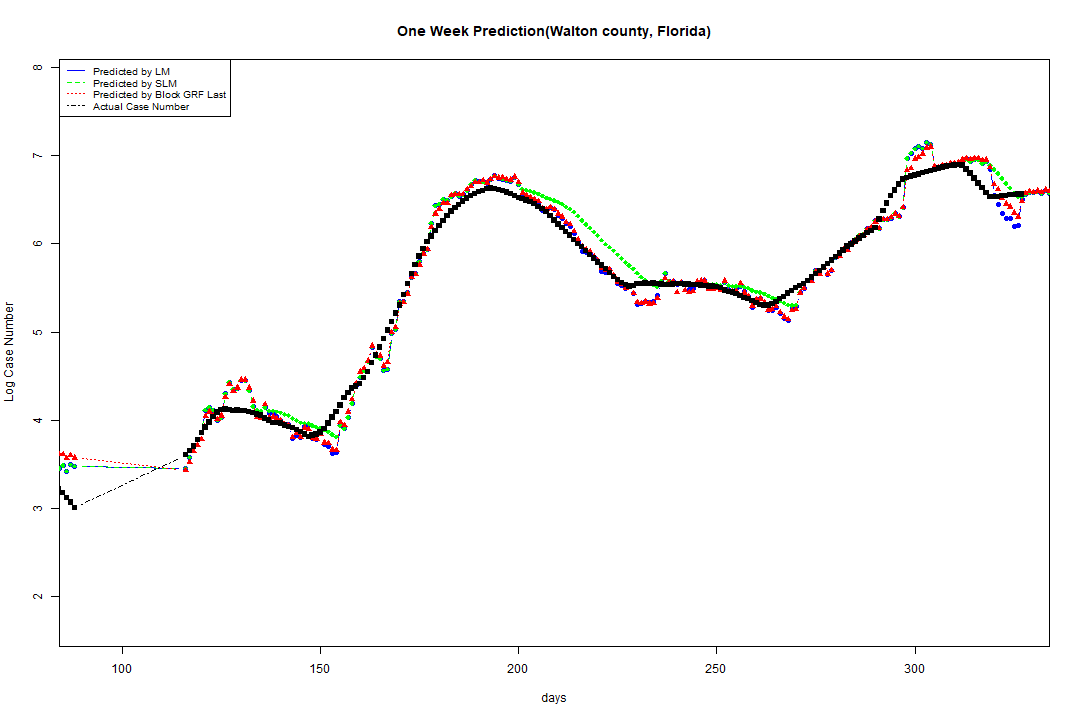 One Week Prediction(Walton county, Florida)
Predicted by LM
Predicted by SLM
Predicted by Block GRF Last
Actual Case Number
8
7
6
5
4
3
2
Log Case Number
100 150 200 250 300
days